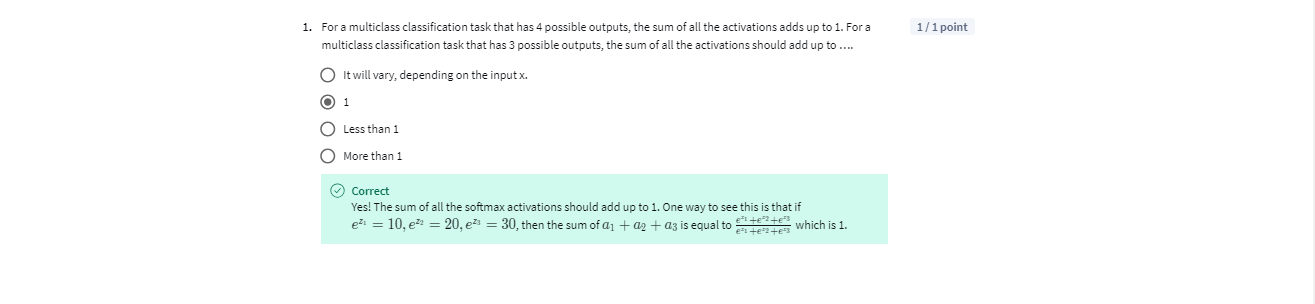 1. For a multiclass classification task that has 4 possible outputs, the sum of all the activations adds up to 1. For a
multiclass classification task that has 3 possible outputs, the sum of all the activations should add up to ….
1 / 1 point
It will vary, depending on the input x.
1
Less than 1
More than 1
Correct
Yes! The sum of all the softmax activations should add up to 1. One way to see this is that if
e^{z_1} = 10, e^{z_2} = 20, e^{z_3} = 30, then the sum of a_1 + a_2 + a_3 is equal to \frac{e^{z_1}+e^{z_2}+e^{z_3}}{e^{z_1}+e^{z_2}+e^{z_3}} which is 1.